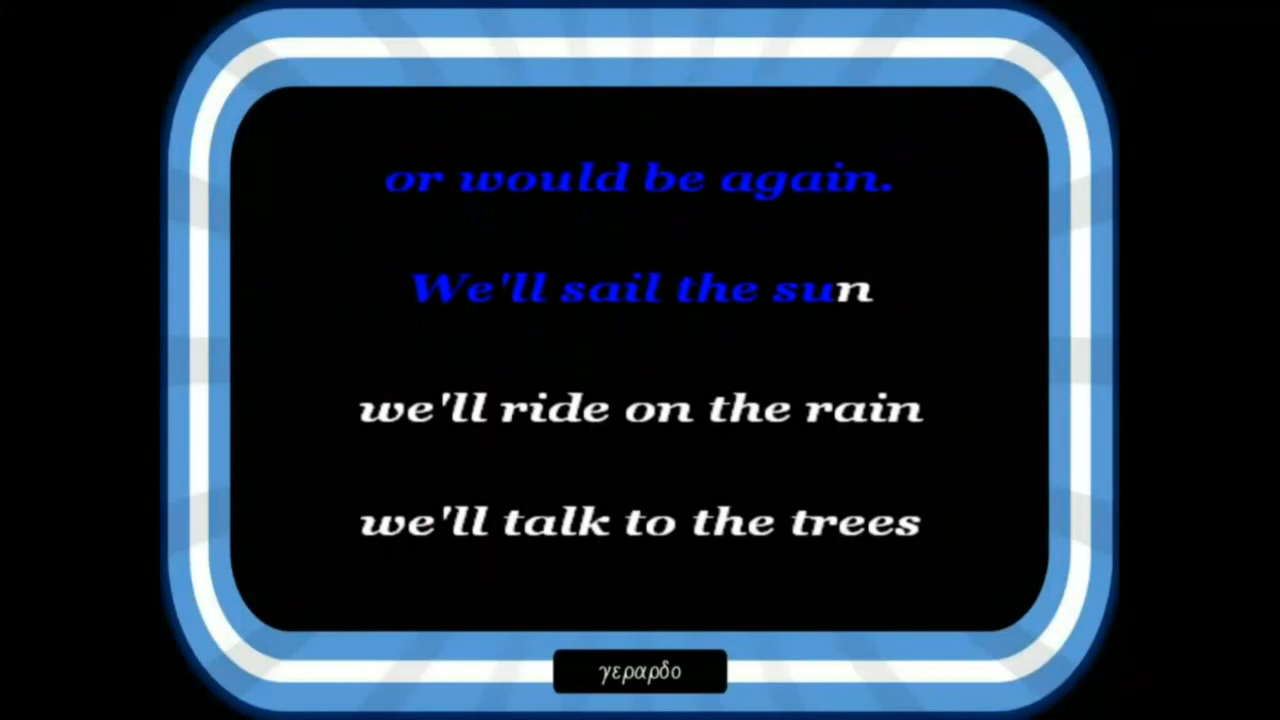 or would be again.
We'll sail the sun
we'll ride on the rain
we'll talk to the trees
γεραρδο